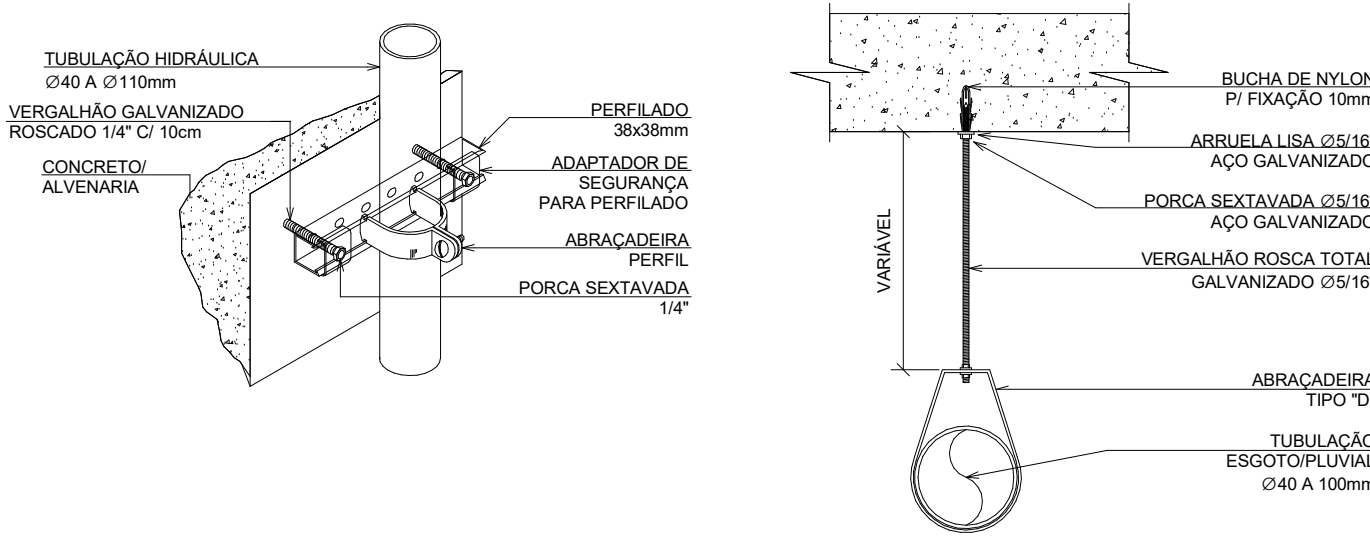 TUBULAÇÃO HIDRÁULICA
Ø40 A Ø110mm
VERGALHÃO GALVANIZADO
ROSCADO 1/4" C/ 10cm
CONCRETO/
ALVENARIA
PERFILADO
38x38mm
ADAPTADOR DE
SEGURANÇA
PARA PERFILADO
ABRAÇADEIRA
PERFIL
PORCA SEXTAVADA
1/4"
VARIÁVEL
BUCHA DE NYLON
P/ FIXAÇÃO 10mm
ARRUELA LISA Ø5/16
AÇO GALVANIZADO
PORCA SEXTAVADA Ø5/16
AÇO GALVANIZADO
VERGALHÃO ROSCA TOTAL
GALVANIZADO Ø5/16
ABRAÇADEIRA
TIPO "D
TUBULAÇÃO
ESGOTO/PLUVIAL
Ø40 A 100mm